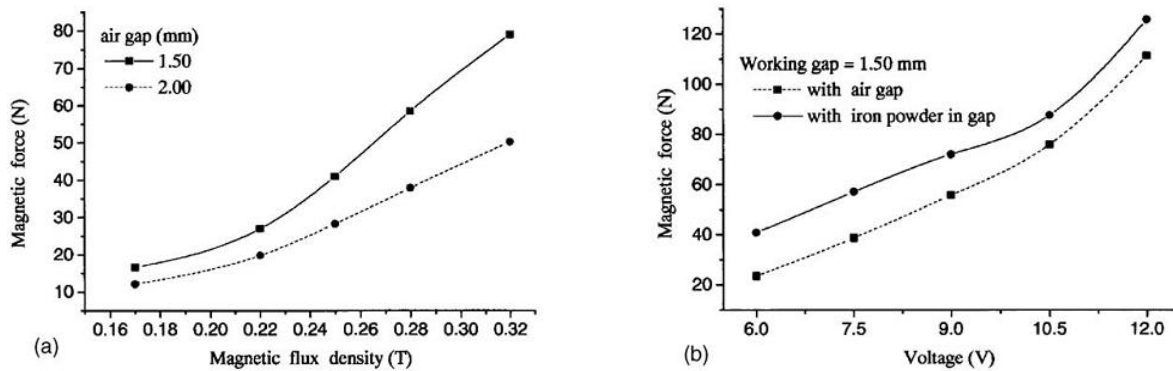 80
70
60
50
40
30
20
10
Magnetic force (N)
air gap (mm)
1.50
2.00
0.16 0.18 0.20 0.22 0.24 0.26 0.28 0.30 0.32
(a)
Magnetic flux density (T)
120
100
80
60
40
20
Magnetic force (N)
Working gap = 1.50 mm
with air gap
with iron powder in gap
6.0 7.5 9.0 10.5 12.0
(b)
Voltage (V)